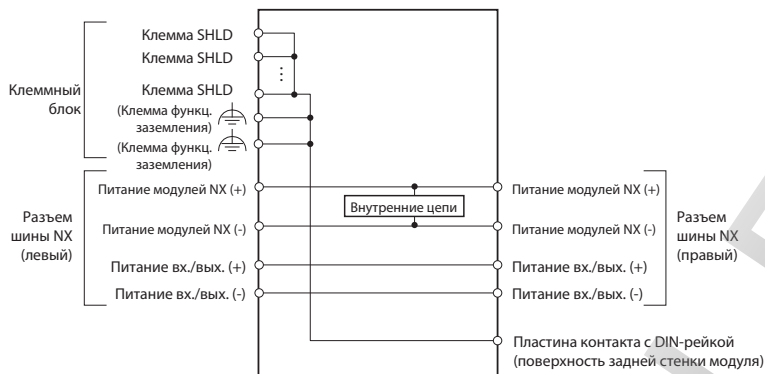 Клеммный
блок
Клемма SHLD
Клемма SHLD
⋮
Клемма SHLD
(Клемма функц.
заземления)
(Клемма функц.
заземления)
Разъем
шины NX
(левый)
Питание модулей NX (+)
Питание модулей NX (-)
Питание вх./вых. (+)
Питание вх./вых. (-)
Внутренние цепи
Питание модулей NX (+)
Питание модулей NX (-)
Питание вх./вых. (+)
Питание вх./вых. (-)
Разъем
шины NX
(правый)
Пластина контакта с DIN-рейкой
(поверхность задней стенки модуля)